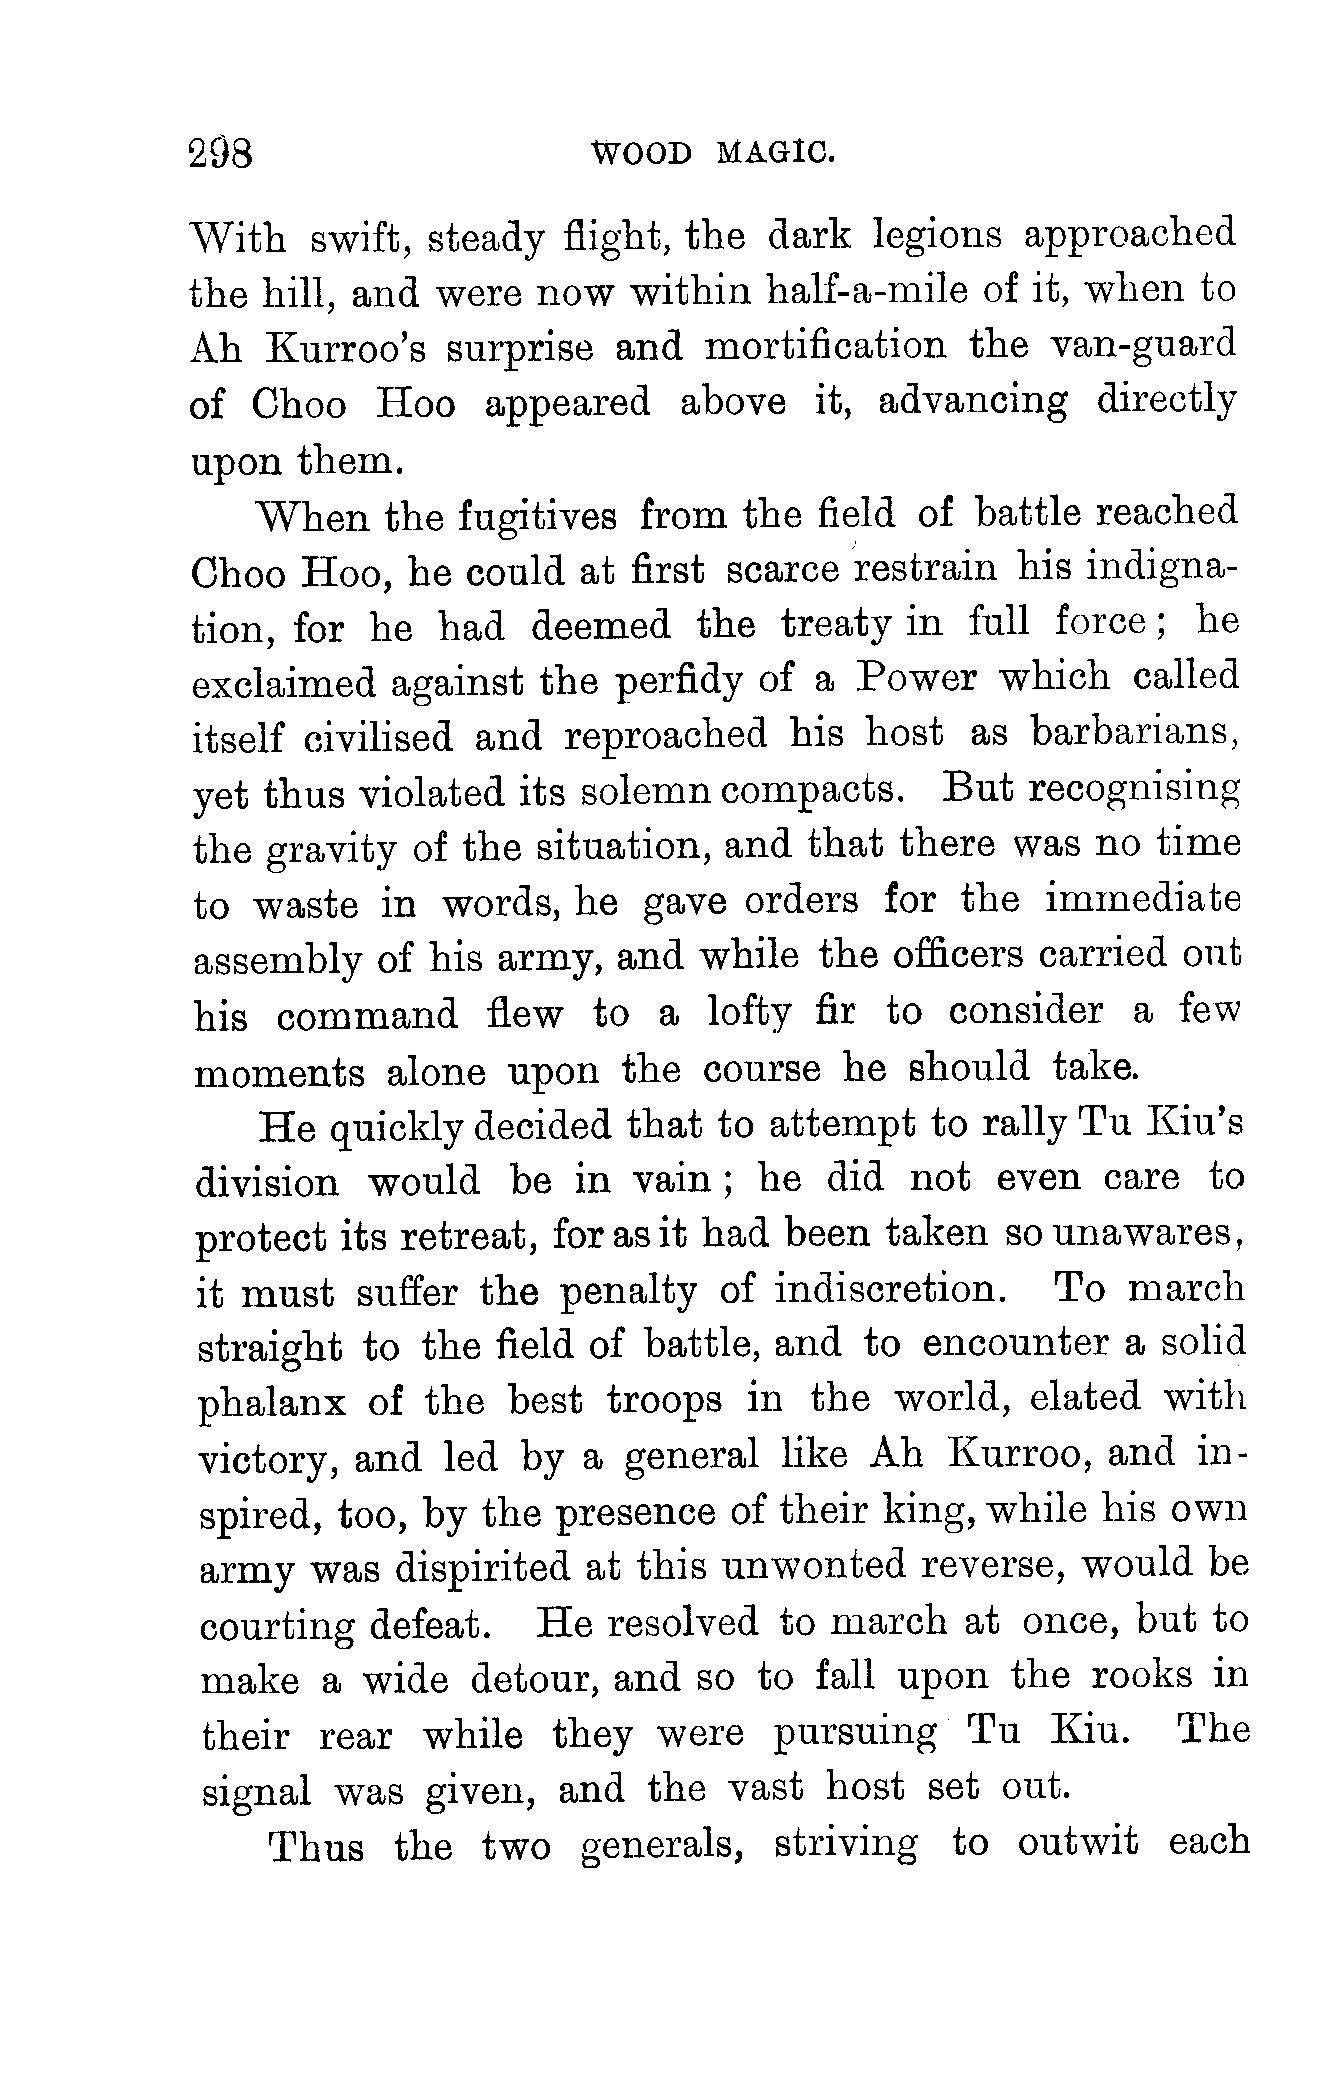 298 WOOD MAGIC.
With swift, steady flight, the dark legions approached
the hill, and were now within half-a-mile of it, when to
Ah Kurroo's surprise and mortification the van-guard
of Choo Hoo appeared above it, advancing directly
upon them.
When the fugitives from the field of battle reached
Choo Hoo, he could at first scarce restrain his indigna-
tion, for he had deemed the treaty in full force; he
exclaimed against the perfidy of a Power which called
itself civilised and reproached his host as barbarians,
yet thus violated its solemn compacts. But recognising
the gravity of the situation, and that there was no time
to waste in words, he gave orders for the immediate
assembly of his army, and while the officers carried out
his command flew to a lofty fir to consider a few
moments alone upon the course he should take.
He quickly decided that to attempt to rally Tu Kiu's
division would be in vain; he did not even care to
protect its retreat, for as it had been taken so unawares,
it must suffer the penalty of indiscretion. To march
straight to the field of battle, and to encounter a solid
phalanx of the best troops in the world, elated with
victory, and led by a general like Ah Kurroo, and in-
spired, too, by the presence of their king, while his own
army was dispirited at this unwonted reverse, would be
courting defeat. He resolved to march at once, but to
make a wide detour, and so to fall upon the rooks in
their rear while they were pursuing Tu Kiu. The
signal was given, and the vast host set out.
Thus the two generals, striving to outwit each